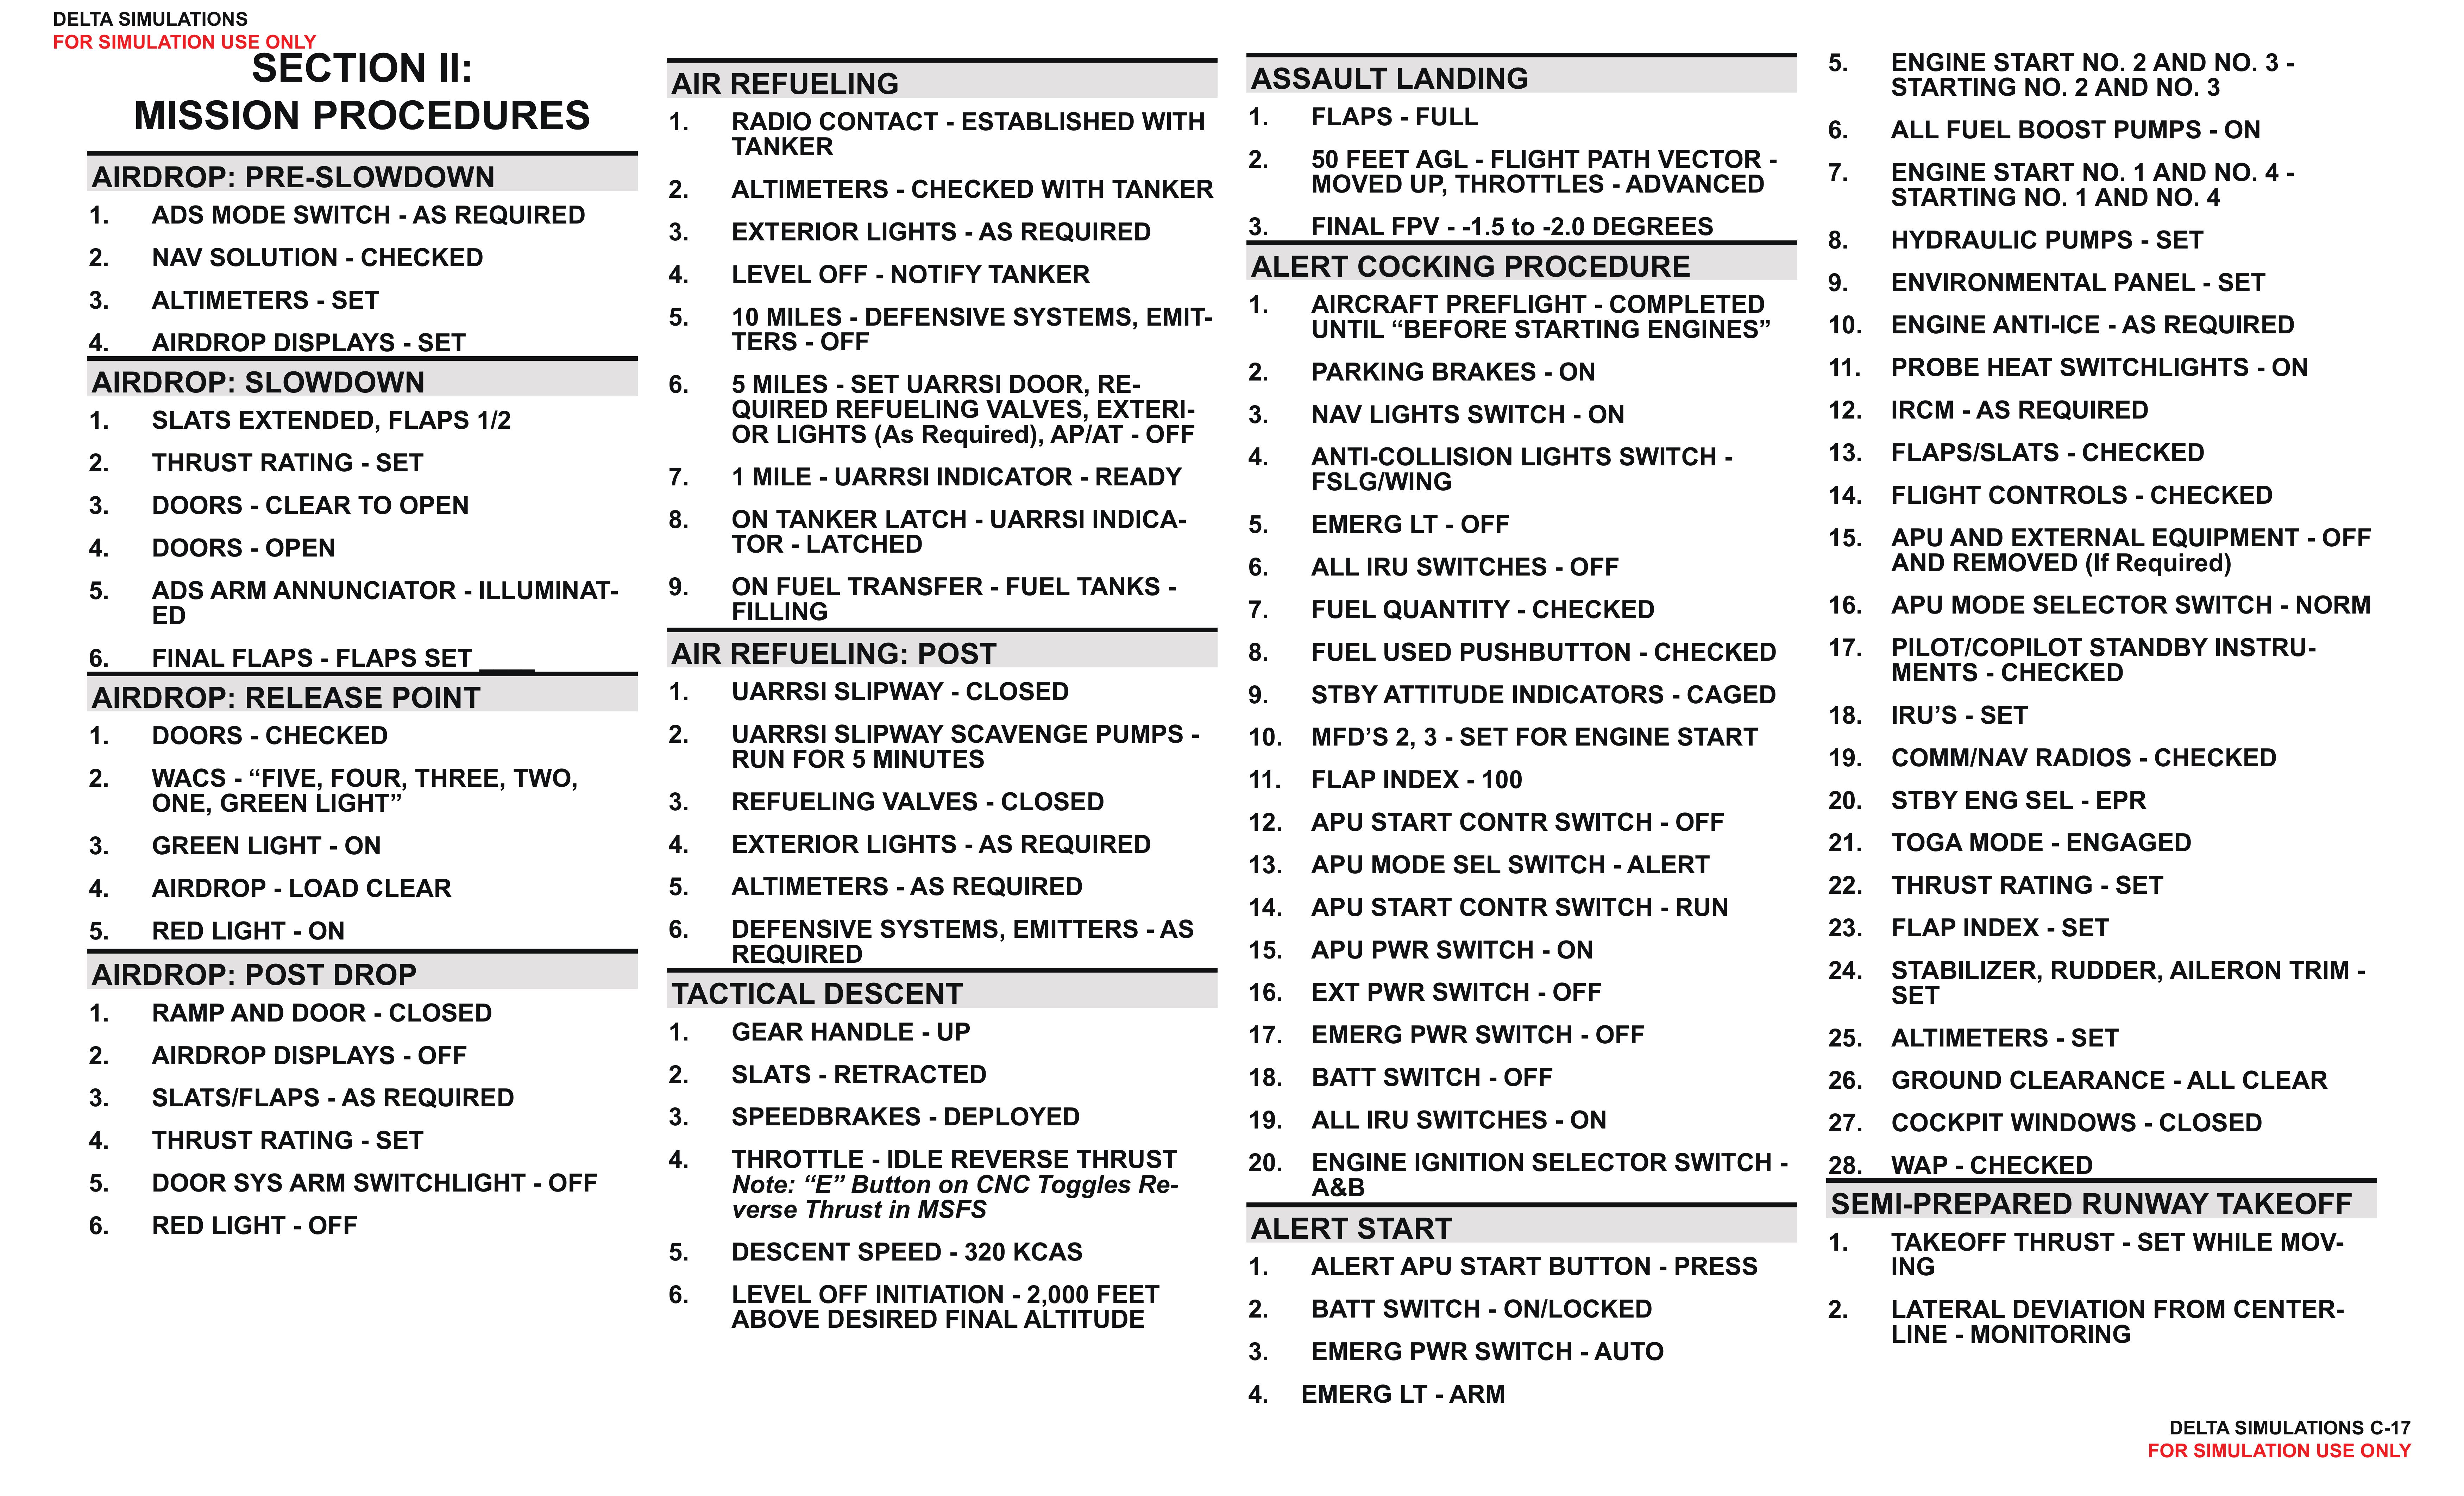 DELTA SIMULATIONS
FOR SIMULATION USE ONLY
SECTION II:
MISSION PROCEDURES
AIRDROP: PRE-SLOWDOWN
1. ADS MODE SWITCH - AS REQUIRED
2. NAV SOLUTION - CHECKED
3. ALTIMETERS - SET
4. AIRDROP DISPLAYS - SET
AIRDROP: SLOWDOWN
1. SLATS EXTENDED, FLAPS 1/2
2. THRUST RATING - SET
3. DOORS - CLEAR TO OPEN
4. DOORS - OPEN
5. ADS ARM ANNUNCIATOR - ILLUMINAT-
ED
6. FINAL FLAPS - FLAPS SET ____
AIRDROP: RELEASE POINT
1. DOORS - CHECKED
2. WACS - “FIVE, FOUR, THREE, TWO,
ONE, GREEN LIGHT”
3. GREEN LIGHT - ON
4. AIRDROP - LOAD CLEAR
5. RED LIGHT - ON
AIRDROP: POST DROP
1. RAMP AND DOOR - CLOSED
2. AIRDROP DISPLAYS - OFF
3. SLATS/FLAPS - AS REQUIRED
4. THRUST RATING - SET
5. DOOR SYS ARM SWITCHLIGHT - OFF
6. RED LIGHT - OFF
AIR REFUELING
1. RADIO CONTACT - ESTABLISHED WITH
TANKER
2. ALTIMETERS - CHECKED WITH TANKER
3. EXTERIOR LIGHTS - AS REQUIRED
4. LEVEL OFF - NOTIFY TANKER
5. 10 MILES - DEFENSIVE SYSTEMS, EMIT-
TERS - OFF
6. 5 MILES - SET UARRSI DOOR, RE-
QUIRED REFUELING VALVES, EXTERI-
OR LIGHTS (As Required), AP/AT - OFF
7. 1 MILE - UARRSI INDICATOR - READY
8. ON TANKER LATCH - UARRSI INDICA-
TOR - LATCHED
9. ON FUEL TRANSFER - FUEL TANKS -
FILLING
AIR REFUELING: POST
1. UARRSI SLIPWAY - CLOSED
2. UARRSI SLIPWAY SCAVENGE PUMPS -
RUN FOR 5 MINUTES
3. REFUELING VALVES - CLOSED
4. EXTERIOR LIGHTS - AS REQUIRED
5. ALTIMETERS - AS REQUIRED
6. DEFENSIVE SYSTEMS, EMITTERS - AS
REQUIRED
TACTICAL DESCENT
1. GEAR HANDLE - UP
2. SLATS - RETRACTED
3. SPEEDBRAKES - DEPLOYED
4. THROTTLE - IDLE REVERSE THRUST
Note: “E” Button on CNC Toggles Re-
verse Thrust in MSFS
5. DESCENT SPEED - 320 KCAS
6. LEVEL OFF INITIATION - 2,000 FEET
ABOVE DESIRED FINAL ALTITUDE
ASSAULT LANDING
1. FLAPS - FULL
2. 50 FEET AGL - FLIGHT PATH VECTOR -
MOVED UP, THROTTLES - ADVANCED
3. FINAL FPV - -1.5 to -2.0 DEGREES
ALERT COCKING PROCEDURE
1. AIRCRAFT PREFLIGHT - COMPLETED
UNTIL “BEFORE STARTING ENGINES”
2. PARKING BRAKES - ON
3. NAV LIGHTS SWITCH - ON
4. ANTI-COLLISION LIGHTS SWITCH -
FSLG/WING
5. EMERG LT - OFF
6. ALL IRU SWITCHES - OFF
7. FUEL QUANTITY - CHECKED
8. FUEL USED PUSHBUTTON - CHECKED
9. STBY ATTITUDE INDICATORS - CAGED
10. MFD’S 2, 3 - SET FOR ENGINE START
11. FLAP INDEX - 100
12. APU START CONTR SWITCH - OFF
13. APU MODE SEL SWITCH - ALERT
14. APU START CONTR SWITCH - RUN
15. APU PWR SWITCH - ON
16. EXT PWR SWITCH - OFF
17. EMERG PWR SWITCH - OFF
18. BATT SWITCH - OFF
19. ALL IRU SWITCHES - ON
20. ENGINE IGNITION SELECTOR SWITCH -
A&B
ALERT START
1. ALERT APU START BUTTON - PRESS
2. BATT SWITCH - ON/LOCKED
3. EMERG PWR SWITCH - AUTO
4. EMERG LT - ARM
5. ENGINE START NO. 2 AND NO. 3 -
STARTING NO. 2 AND NO. 3
6. ALL FUEL BOOST PUMPS - ON
7. ENGINE START NO. 1 AND NO. 4 -
STARTING NO. 1 AND NO. 4
8. HYDRAULIC PUMPS - SET
9. ENVIRONMENTAL PANEL - SET
10. ENGINE ANTI-ICE - AS REQUIRED
11. PROBE HEAT SWITCHLIGHTS - ON
12. IRCM - AS REQUIRED
13. FLAPS/SLATS - CHECKED
14. FLIGHT CONTROLS - CHECKED
15. APU AND EXTERNAL EQUIPMENT - OFF
AND REMOVED (If Required)
16. APU MODE SELECTOR SWITCH - NORM
17. PILOT/COPILOT STANDBY INSTRU-
MENTS - CHECKED
18. IRU’S - SET
19. COMM/NAV RADIOS - CHECKED
20. STBY ENG SEL - EPR
21. TOGA MODE - ENGAGED
22. THRUST RATING - SET
23. FLAP INDEX - SET
24. STABILIZER, RUDDER, AILERON TRIM -
SET
25. ALTIMETERS - SET
26. GROUND CLEARANCE - ALL CLEAR
27. COCKPIT WINDOWS - CLOSED
28. WAP - CHECKED
SEMI-PREPARED RUNWAY TAKEOFF
1. TAKEOFF THRUST - SET WHILE MOV-
ING
2. LATERAL DEVIATION FROM CENTER-
LINE - MONITORING
DELTA SIMULATIONS C-17
FOR SIMULATION USE ONLY